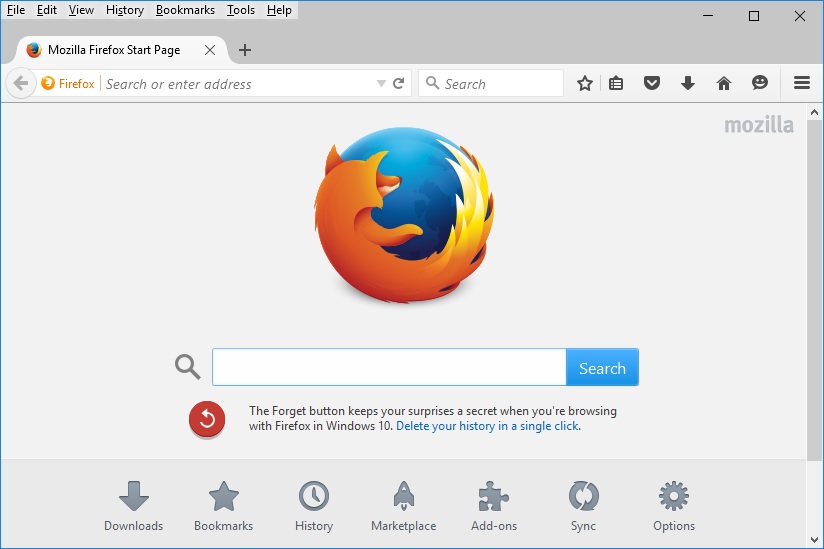 File Edit View History Bookmarks Tools Help
Mozilla Firefox Start Page
Firefox Search or enter address Search
mozilla
Search
The Forget button keeps your surprises a secret when you're browsing
with Firefox in Windows 10. Delete your history in a single click.
Downloads Bookmarks History Marketplace Add-ons Sync Options